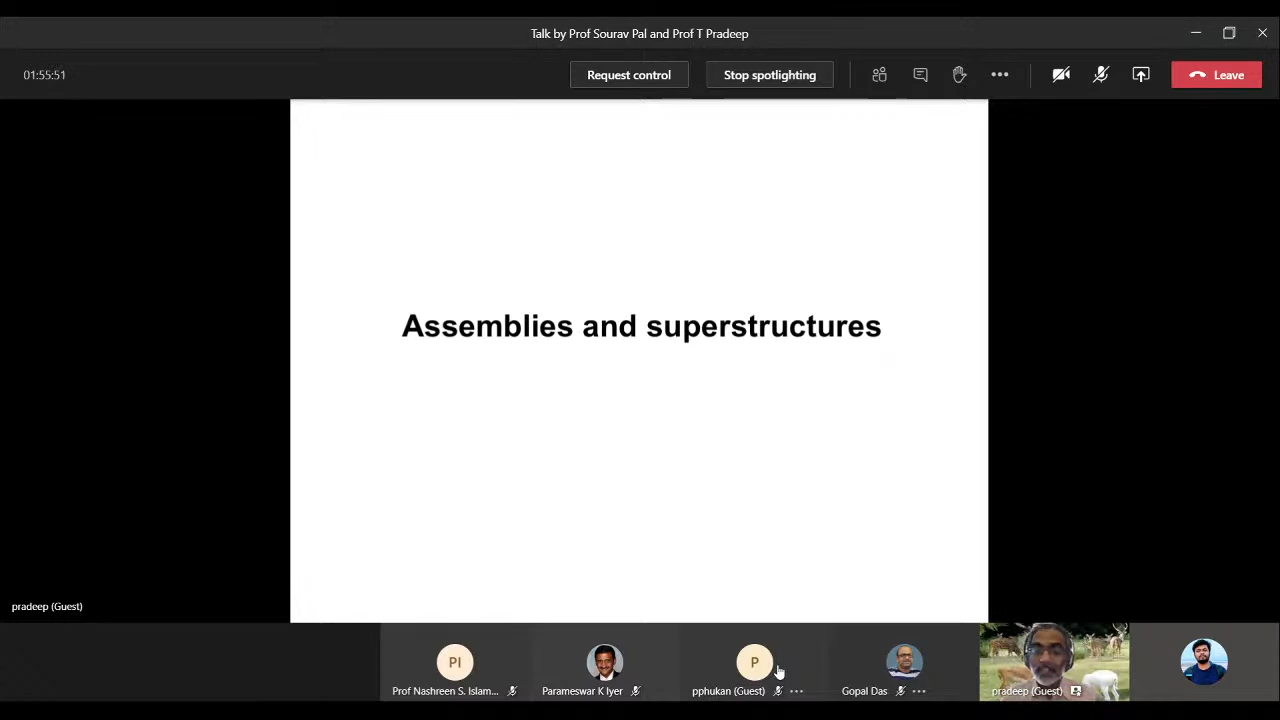 Talk by Prof Sourav Pal and Prof T Pradeep
01:55:51
Request control
Stop spotlighting
Leave
Assemblies and superstructures
pradeep (Guest)
PI
P
Prof Nashreen S. Islam...
Parameswar K Iyer
pphukan (Guest)
Gopal Das
pradeep (Guest)